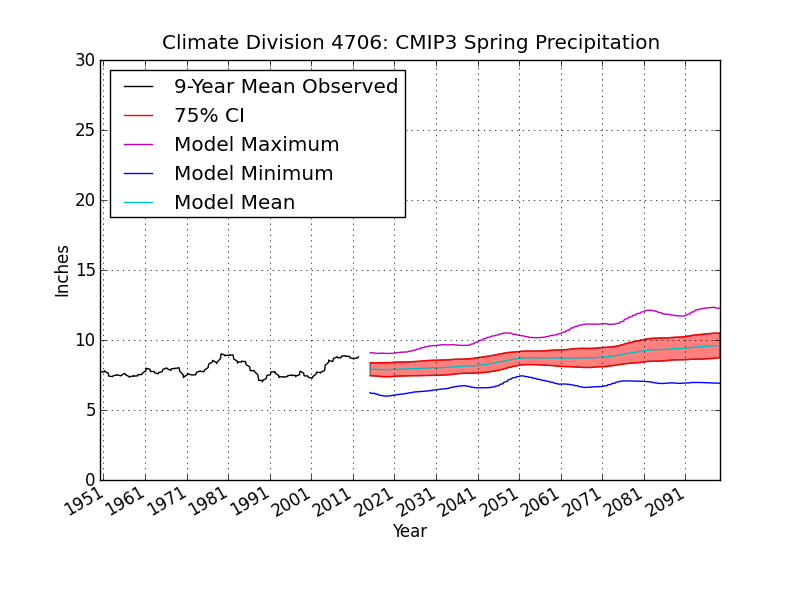 Climate Division 4706: CMIP3 Spring Precipitation
30
25
20
15
10
5
0
Inches
9-Year Mean Observed
75% CI
Model Maximum
Model Minimum
Model Mean
1951 1961 1971 1981 1991 2001 2011 2021 2031 2041 2051 2061 2071 2081 2091
Year